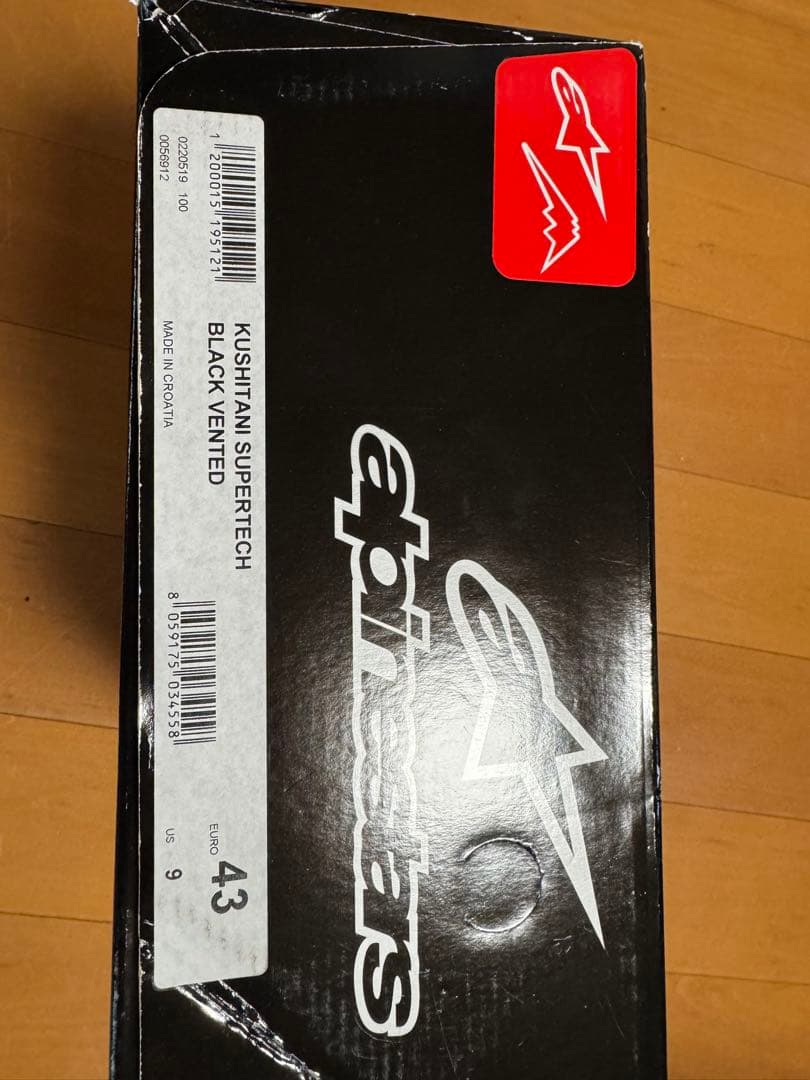 1 200015 195121
0220519 100
0056912
KUSHITANI SUPERTECH
BLACK VENTED
MADE IN CROATIA
8 059175 034558
EURO 43
US 9
alpinestars